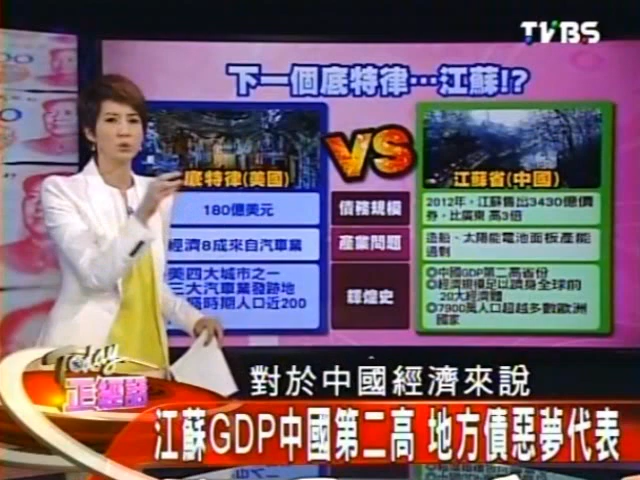 TVBS
下一個底特律…江蘇!?
底特律(美國)
VS
江蘇省(中國)
180億美元
債務規模
2012年，江蘇售出3430億債
券，比廣東 高3倍
經濟8成來自汽車業
產業問題
造船、太陽能電池面板產能
過剩
美四大城市之一
三大汽車業發跡地
時期人口近200
輝煌史
◎中國GDP第二高省份
◎經濟規模足以躋身全球前
20大經濟體
◎7900萬人口超越多數歐洲
國家
Today
正經話
對於中國經濟來說
江蘇GDP中國第二高 地方債惡夢代表